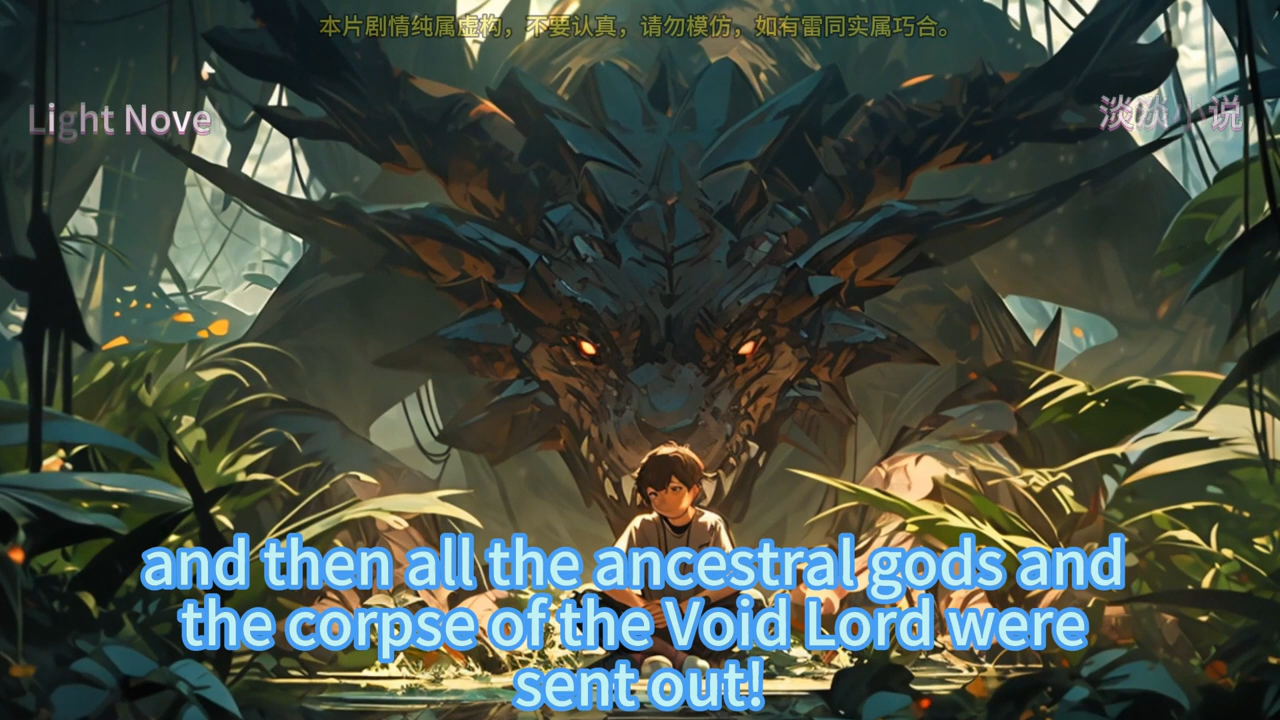 本片剧情纯属虚构，不要认真，请勿模仿，如有雷同实属巧合。
Light Nove
淡淡小说
and then all the ancestral gods and
the corpse of the Void Lord were
sent out!